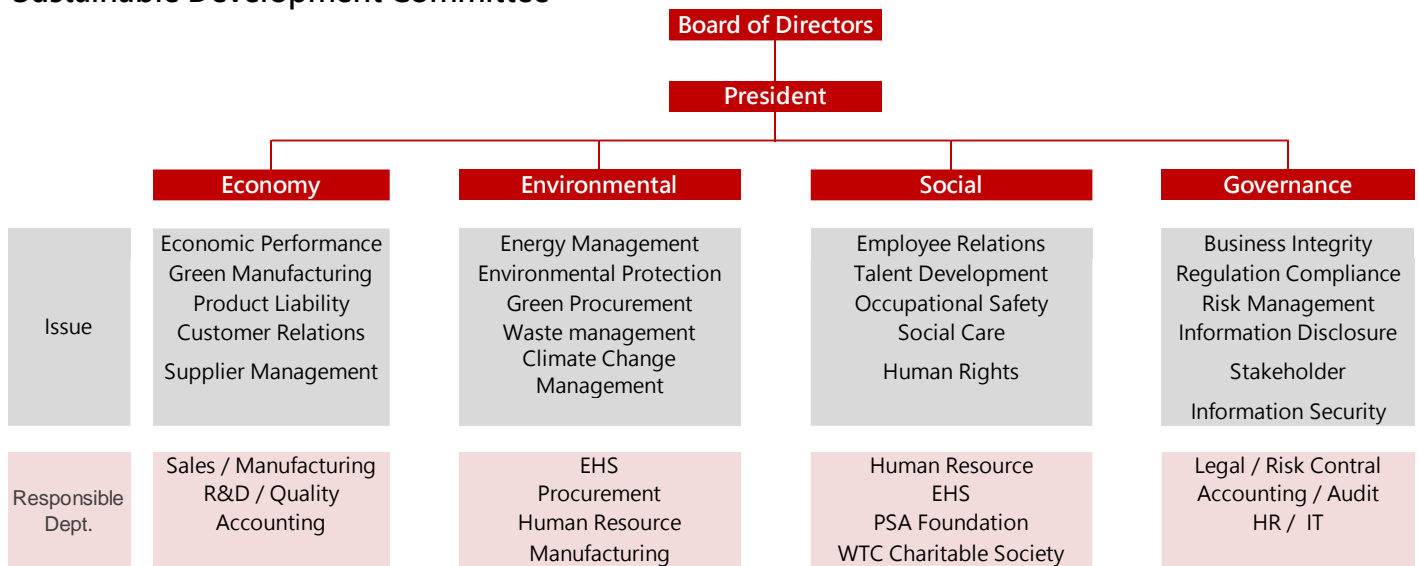 Sustainable Development Committee
Board of Directors
President
Economy
Environmental
Social
Governance
Issue
Economic Performance
Green Manufacturing
Product Liability
Customer Relations
Supplier Management
Energy Management
Environmental Protection
Green Procurement
Waste management
Climate Change
Management
Employee Relations
Talent Development
Occupational Safety
Social Care
Human Rights
Business Integrity
Regulation Compliance
Risk Management
Information Disclosure
Stakeholder
Information Security
Responsible
Dept.
Sales / Manufacturing
R&D / Quality
Accounting
EHS
Procurement
Human Resource
Manufacturing
Human Resource
EHS
PSA Foundation
WTC Charitable Society
Legal / Risk Contral
Accounting / Audit
HR / IT